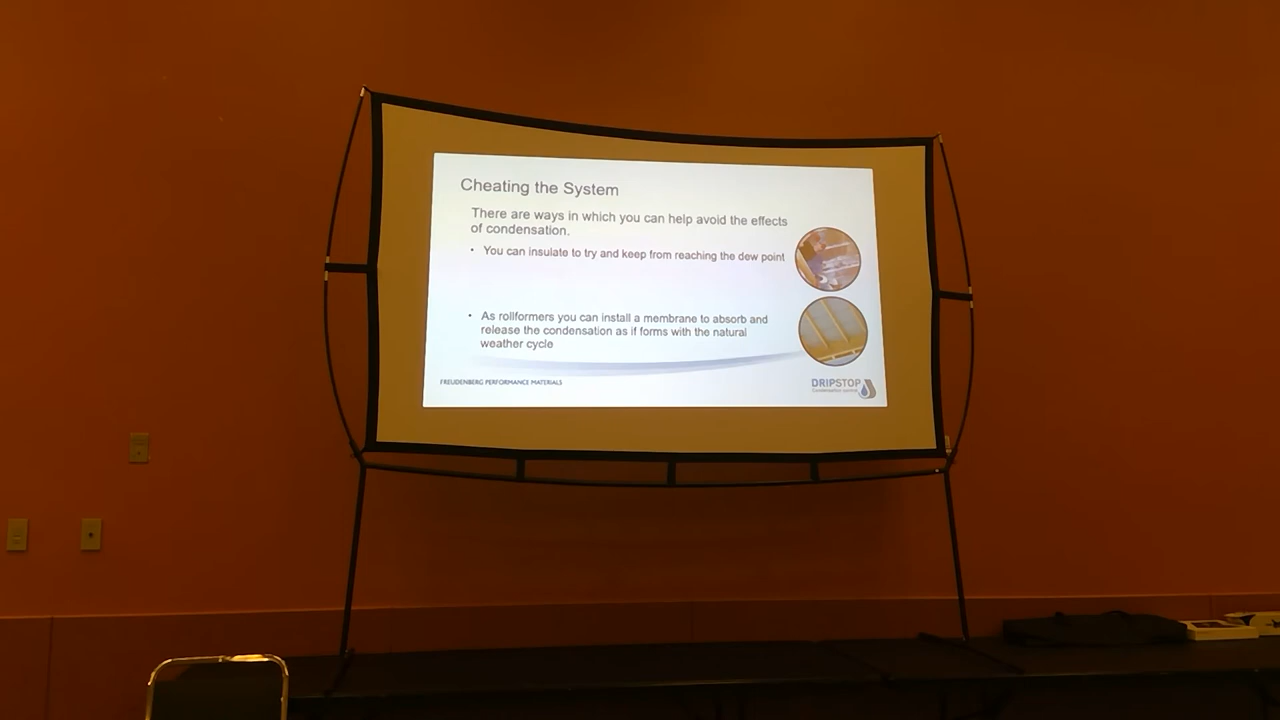 Cheating the System
There are ways in which you can help avoid the effects
of condensation.
• You can insulate to try and keep from reaching the dew point
• As rollformers you can install a membrane to absorb and
release the condensation as if forms with the natural
weather cycle
FREUDENBERG PERFORMANCE MATERIALS
DRIPSTOP